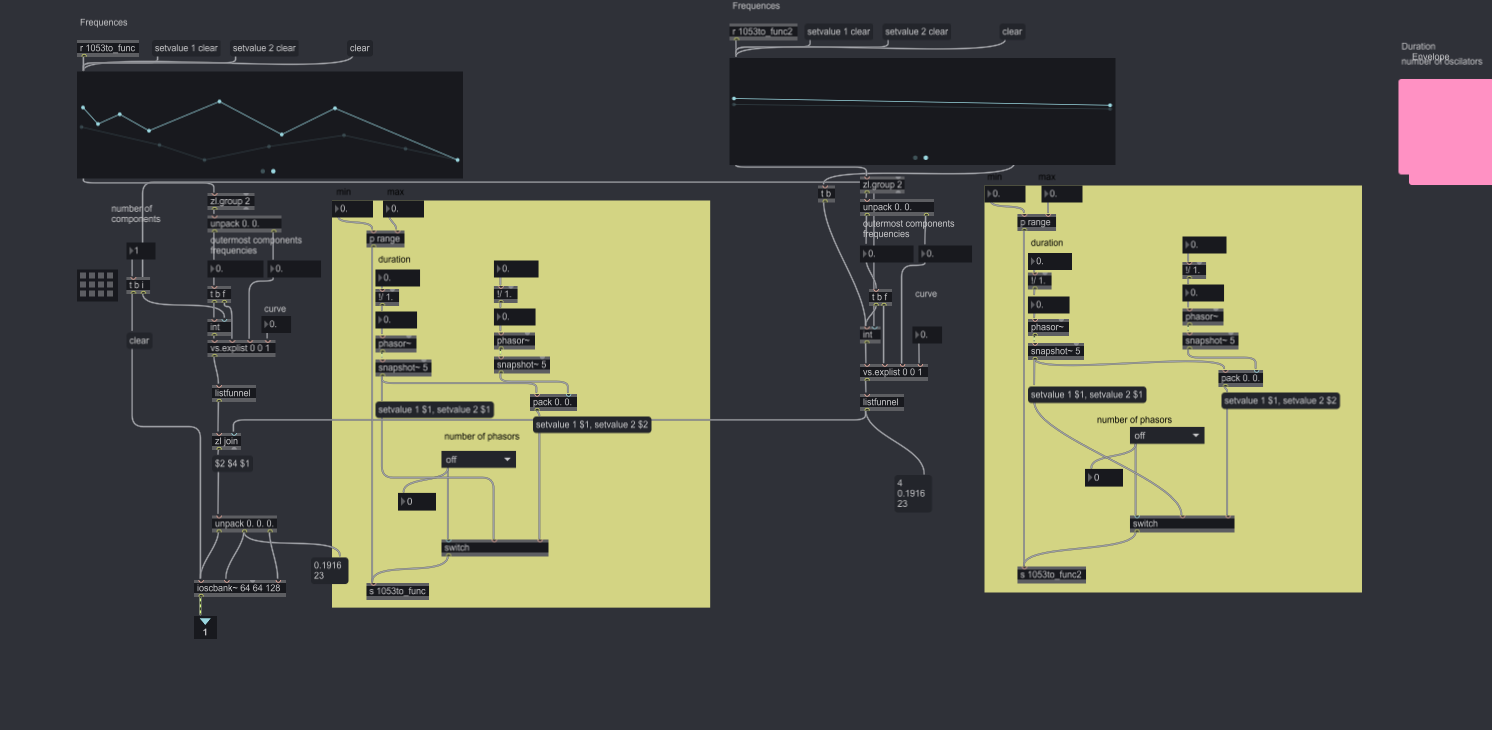 Frequences
r 1053to_func
setvalue 1 clear
setvalue 2 clear
clear
number of
components
1
t b i
clear
zl.group 2
unpack 0. 0.
outermost components
frequencies
0.
0.
t b f
curve
0.
int
vs.explist 0 0 1
listfunnel
zl join
$2 $4 $1
unpack 0. 0. 0.
0.1916
23
ioscbank~ 64 64 128
1
min
max
0.
0.
p range
duration
0.
!/ 1.
0.
phasor~
snapshot~ 5
0.
!/ 1.
0.
phasor~
snapshot~ 5
pack 0. 0.
setvalue 1 $1, setvalue 2 $1
setvalue 1 $1, setvalue 2 $2
number of phasors
off
0
switch
s 1053to_func
Frequences
r 1053to_func2
setvalue 1 clear
setvalue 2 clear
clear
t b
zl.group 2
unpack 0. 0.
outermost components
frequencies
0.
0.
t b f
curve
int
0.
vs.explist 0 0 1
listfunnel
4
0.1916
23
min
max
0.
0.
p range
duration
0.
!/ 1.
0.
phasor~
snapshot~ 5
0.
!/ 1.
0.
phasor~
snapshot~ 5
pack 0. 0.
setvalue 1 $1, setvalue 2 $1
setvalue 1 $1, setvalue 2 $2
number of phasors
off
0
switch
s 1053to_func2
Duration
Envelope
number of oscilators